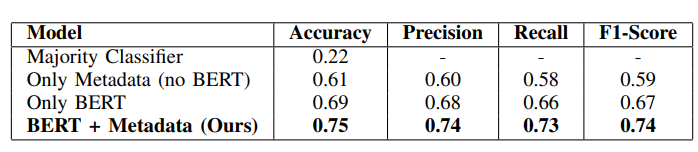 Model Accuracy Precision Recall F1-Score
Majority Classifier 0.22 - - -
Only Metadata (no BERT) 0.61 0.60 0.58 0.59
Only BERT 0.69 0.68 0.66 0.67
BERT + Metadata (Ours) 0.75 0.74 0.73 0.74